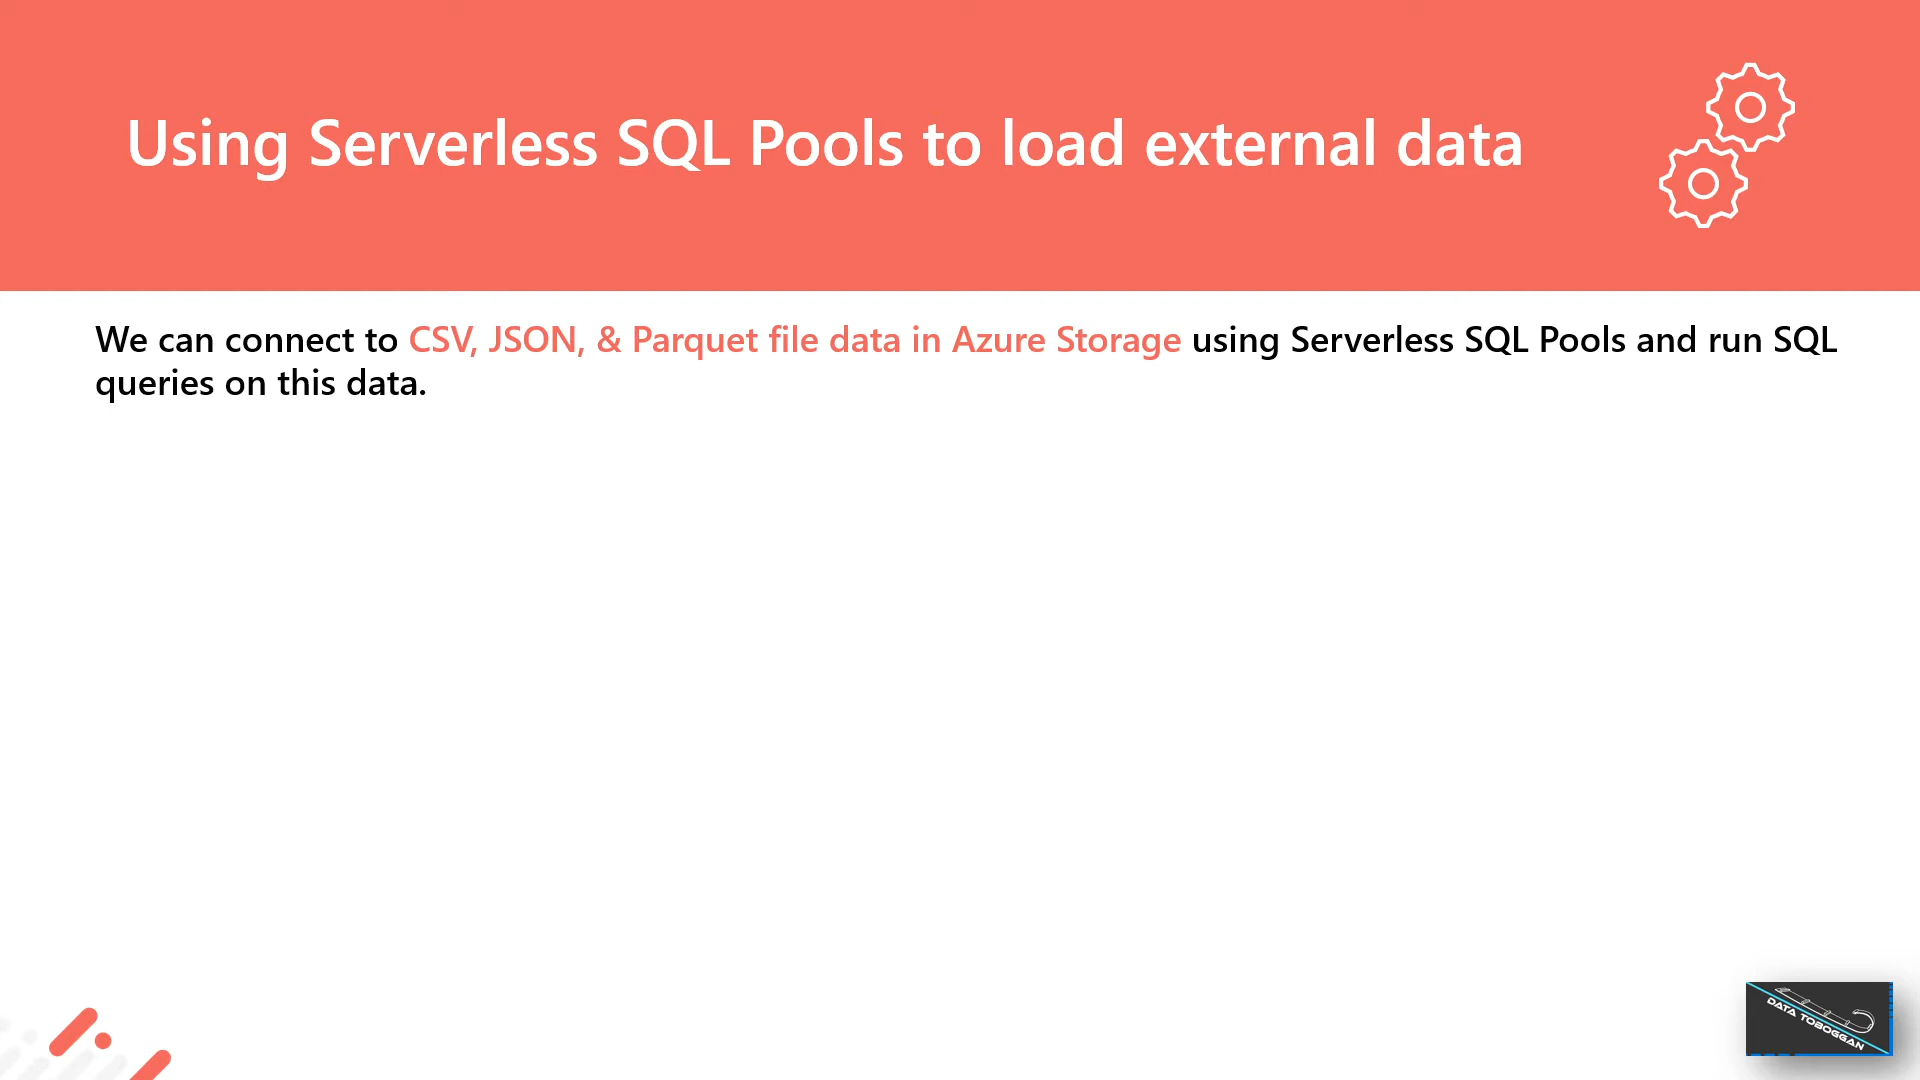 Using Serverless SQL Pools to load external data
We can connect to CSV, JSON, & Parquet file data in Azure Storage using Serverless SQL Pools and run SQL
queries on this data.
DATA TOBOGGAN